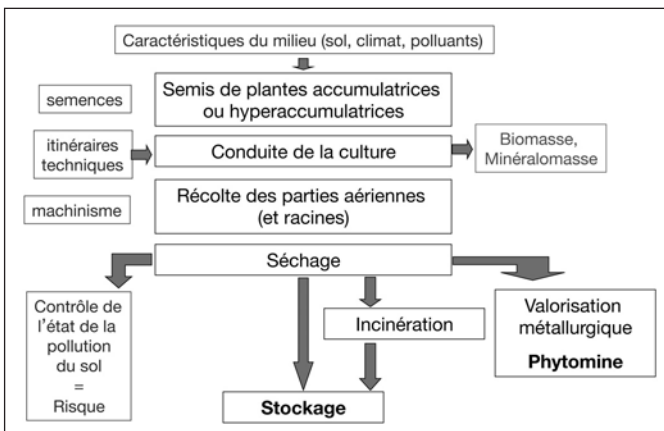 Caractéristiques du milieu (sol, climat, polluants)
semences
Semis de plantes accumulatrices
ou hyperaccumulatrices
itinéraires
techniques
Conduite de la culture
Biomasse,
Minéralomasse
machinisme
Récolte des parties aériennes
(et racines)
Séchage
Contrôle de
l'état de la
pollution
du sol
=
Risque
Incinération
Valorisation
métallurgique
Phytomine
Stockage